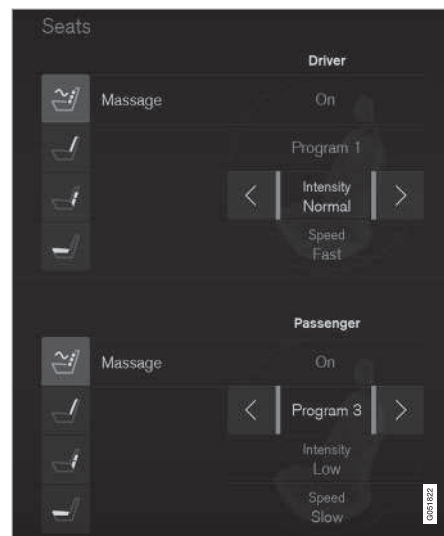 Seats
Driver
Massage On
Program 1
Intensity
Normal
Speed
Fast
Passenger
Massage On
Program 3
Intensity
Low
Speed
Slow
G051822